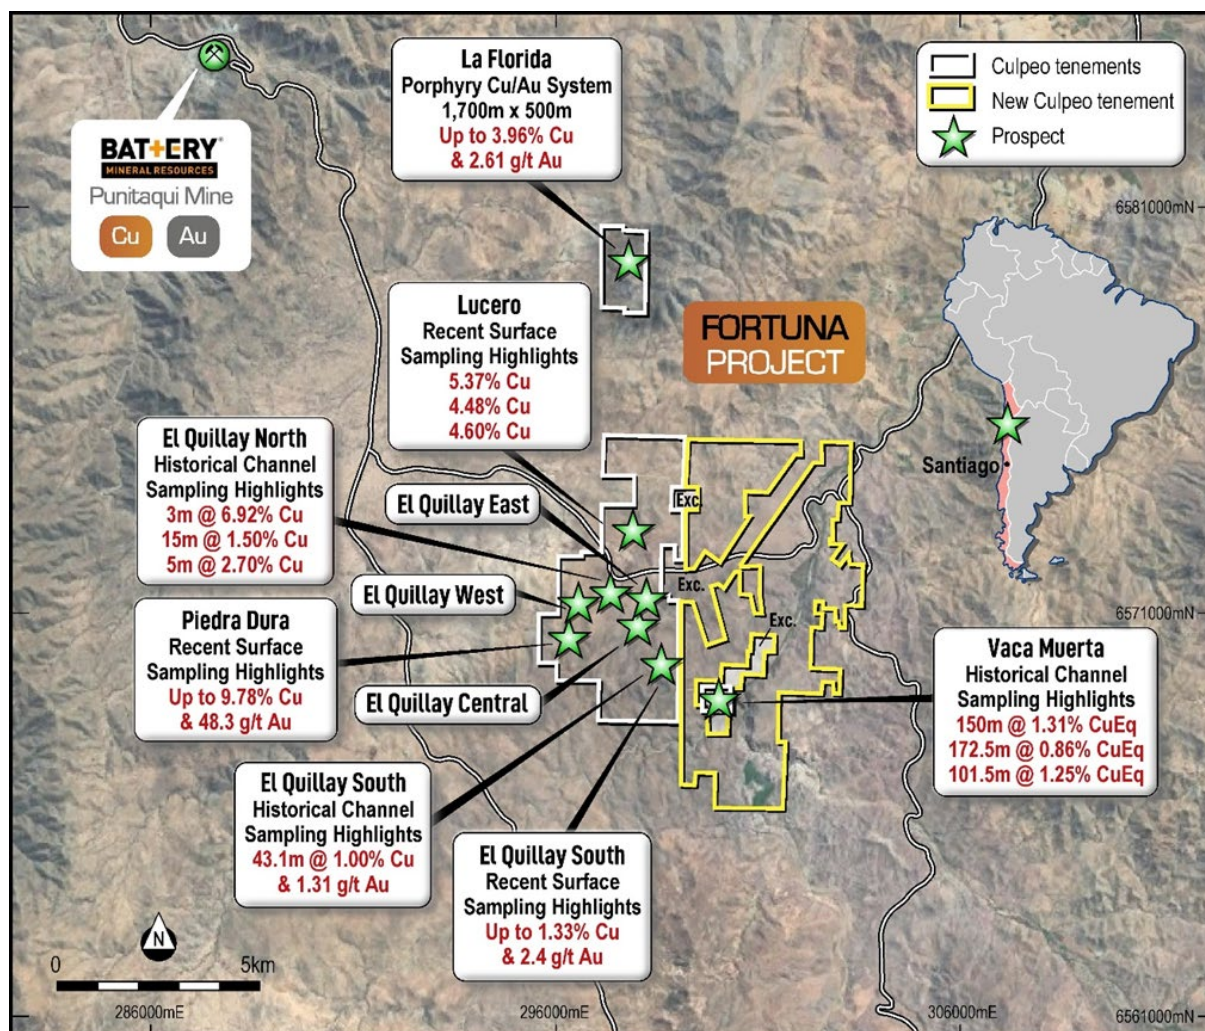 La Florida
Porphyry Cu/Au System
1,700m x 500m
Up to 3.96% Cu
& 2.61 g/t Au
Culpeo tenements
New Culpeo tenement
Prospect
BATTERY
MINERAL RESOURCES
Punitaqui Mine
Cu
Au
6581000mN
Lucero
Recent Surface
Sampling Highlights
5.37% Cu
4.48% Cu
4.60% Cu
FORTUNA
PROJECT
Santiago
El Quillay North
Historical Channel
Sampling Highlights
3m @ 6.92% Cu
15m @ 1.50% Cu
5m @ 2.70% Cu
El Quillay East
Exc.
Exc.
Exc.
El Quillay West
6571000mN
Piedra Dura
Recent Surface
Sampling Highlights
Up to 9.78% Cu
& 48.3 g/t Au
El Quillay Central
Vaca Muerta
Historical Channel
Sampling Highlights
150m @ 1.31% CuEq
172.5m @ 0.86% CuEq
101.5m @ 1.25% CuEq
El Quillay South
Historical Channel
Sampling Highlights
43.1m @ 1.00% Cu
& 1.31 g/t Au
El Quillay South
Recent Surface
Sampling Highlights
Up to 1.33% Cu
& 2.4 g/t Au
N
0
5km
286000mE
296000mE
306000mE
6561000mN